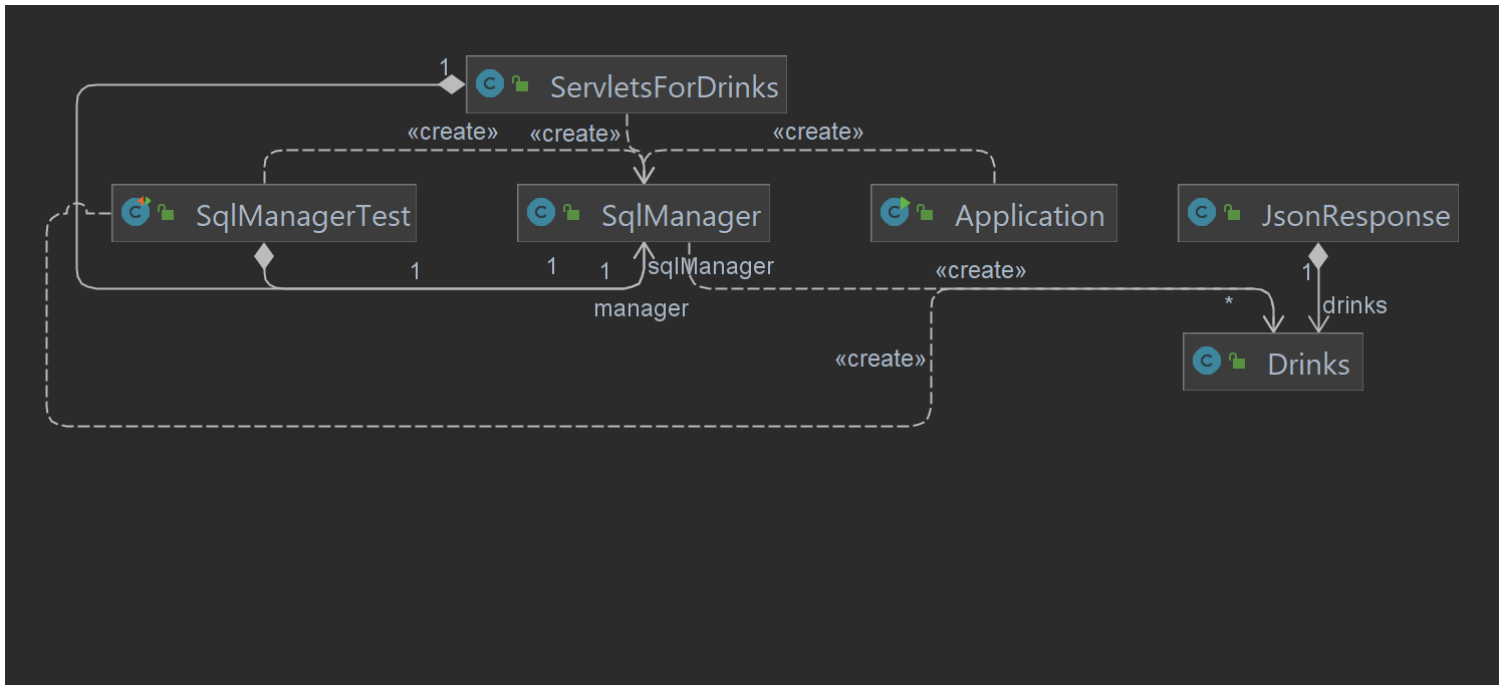 1
ServletsForDrinks
«create»
«create»
«create»
SqlManagerTest
SqlManager
Application
JsonResponse
1
1
1
sqlManager
«create»
1
manager
*
drinks
«create»
Drinks